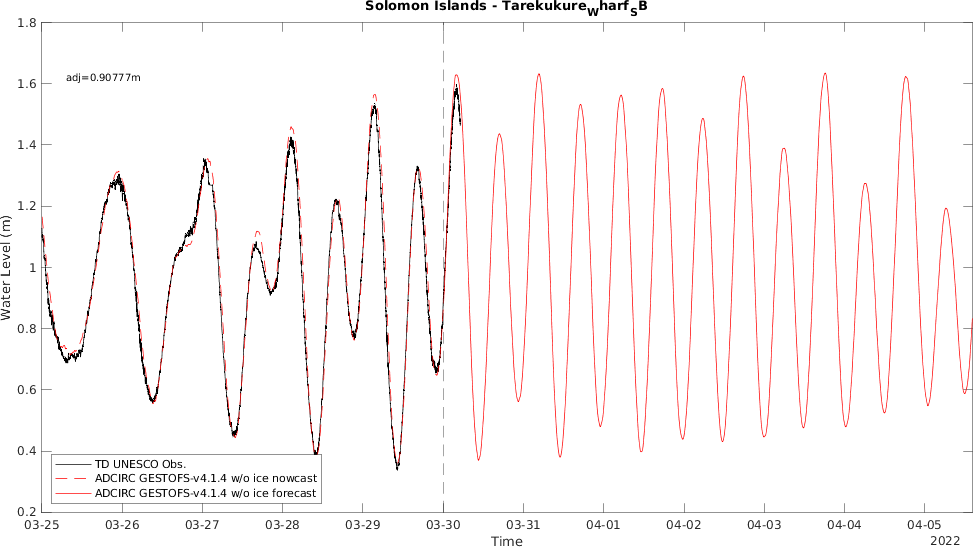 Solomon Islands - Tarekukure_Wharf_SB
1.8
1.6
1.4
1.2
1
0.8
0.6
0.4
0.2
Water Level (m)
adj=0.90777m
TD UNESCO Obs.
ADCIRC GESTOFS-v4.1.4 w/o ice nowcast
ADCIRC GESTOFS-v4.1.4 w/o ice forecast
03-25 03-26 03-27 03-28 03-29 03-30 03-31 04-01 04-02 04-03 04-04 04-05
Time
2022